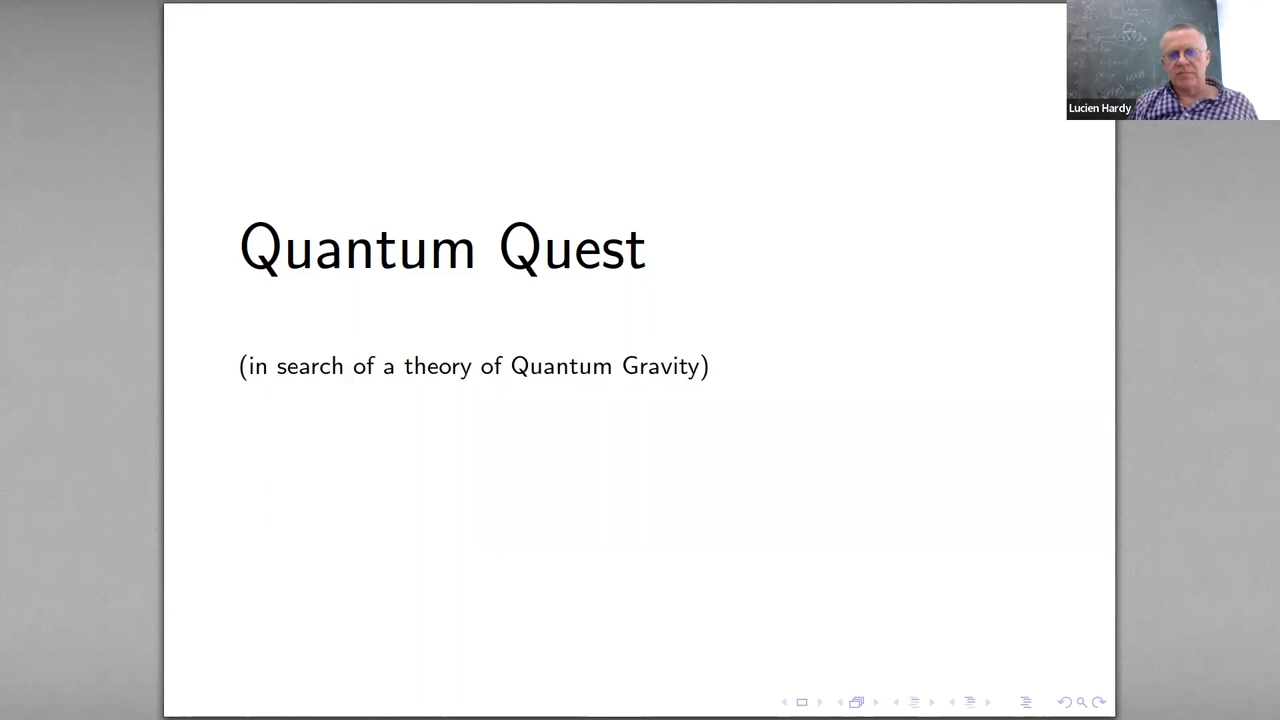 Lucien Hardy
Quantum Quest
(in search of a theory of Quantum Gravity)